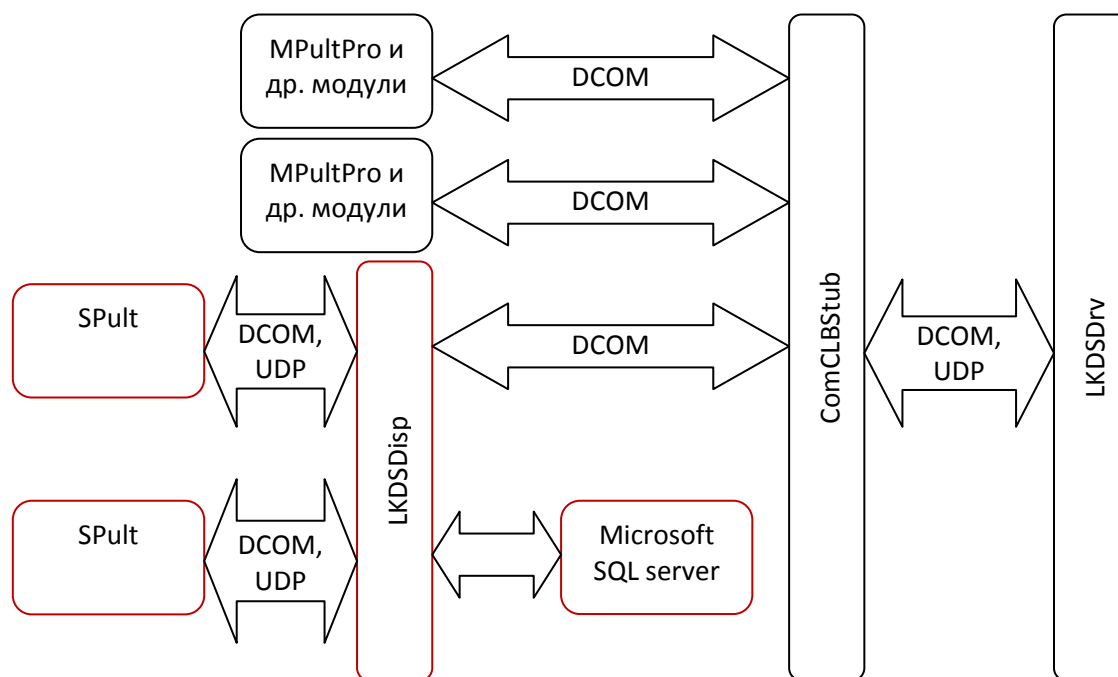 MPultPro и
др. модули
DCOM
MPultPro и
др. модули
DCOM
SPult
DCOM,
UDP
LKDSDisp
DCOM
ComCLBStub
DCOM,
UDP
LKDSDrv
SPult
DCOM,
UDP
Microsoft
SQL server